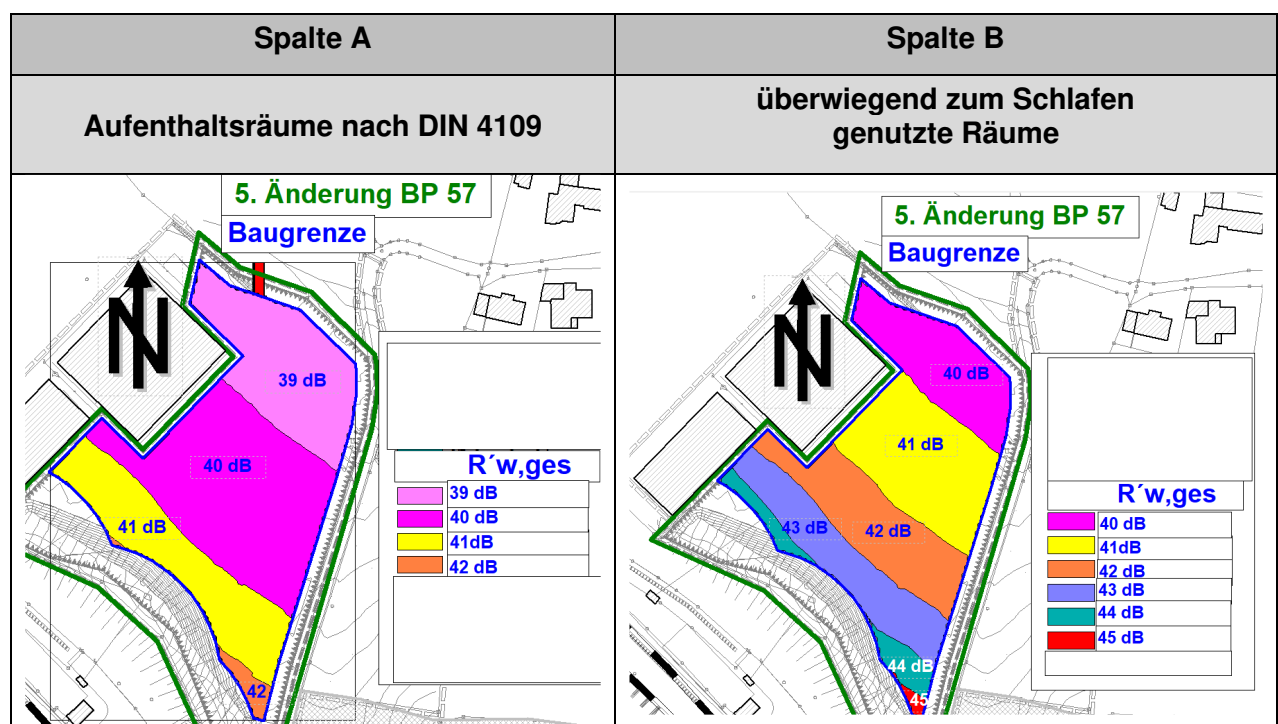 Spalte A
Spalte B
Aufenthaltsräume nach DIN 4109
überwiegend zum Schlafen
genutzte Räume
5. Änderung BP 57
Baugrenze
N
39 dB
40 dB
41 dB
42
R´w,ges
39 dB
40 dB
41dB
42 dB
5. Änderung BP 57
Baugrenze
N
40 dB
41 dB
42 dB
43 dB
44 dB
45
R´w,ges
40 dB
41dB
42 dB
43 dB
44 dB
45 dB